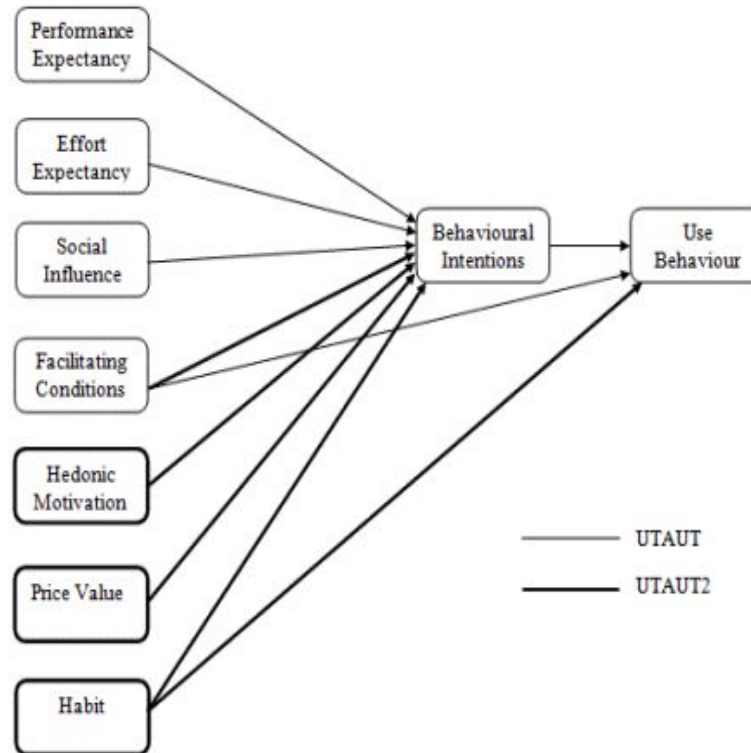 Performance
Expectancy
Effort
Expectancy
Social
Influence
Behavioural
Intentions
Use
Behaviour
Facilitating
Conditions
Hedonic
Motivation
UTAUT
Price Value
UTAUT2
Habit